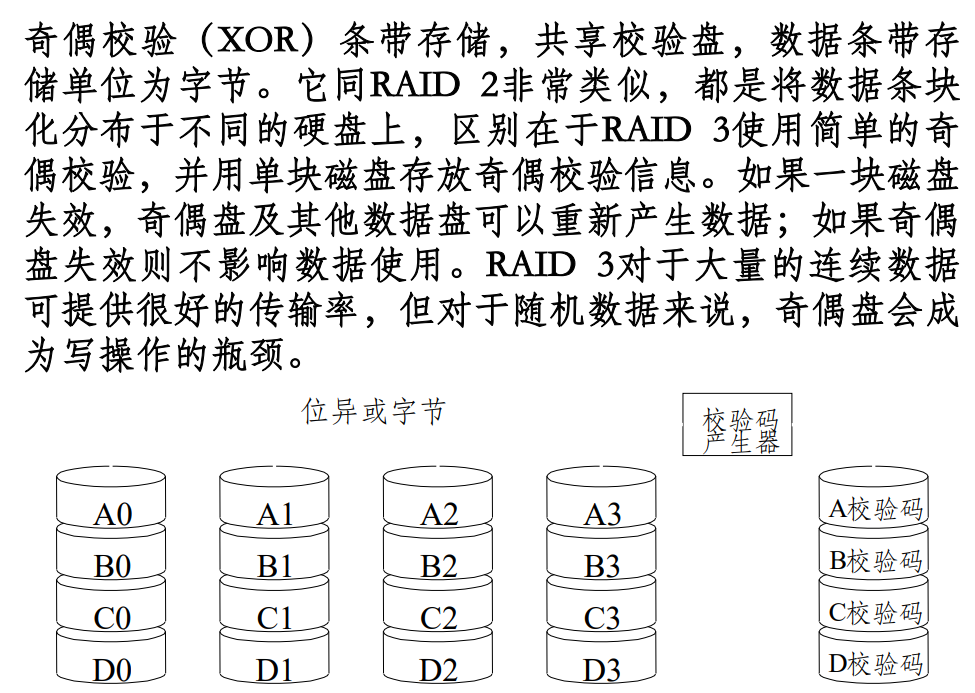 奇偶校验（XOR）条带存储，共享校验盘，数据条带存
储单位为字节。它同RAID 2非常类似，都是将数据条块
化分布于不同的硬盘上，区别在于RAID 3使用简单的奇
偶校验，并用单块磁盘存放奇偶校验信息。如果一块磁盘
失效，奇偶盘及其他数据盘可以重新产生数据；如果奇偶
盘失效则不影响数据使用。RAID 3对于大量的连续数据
可提供很好的传输率，但对于随机数据来说，奇偶盘会成
为写操作的瓶颈。
位异或字节
校验码
产生器
A0 A1 A2 A3 A校验码
B0 B1 B2 B3 B校验码
C0 C1 C2 C3 C校验码
D0 D1 D2 D3 D校验码